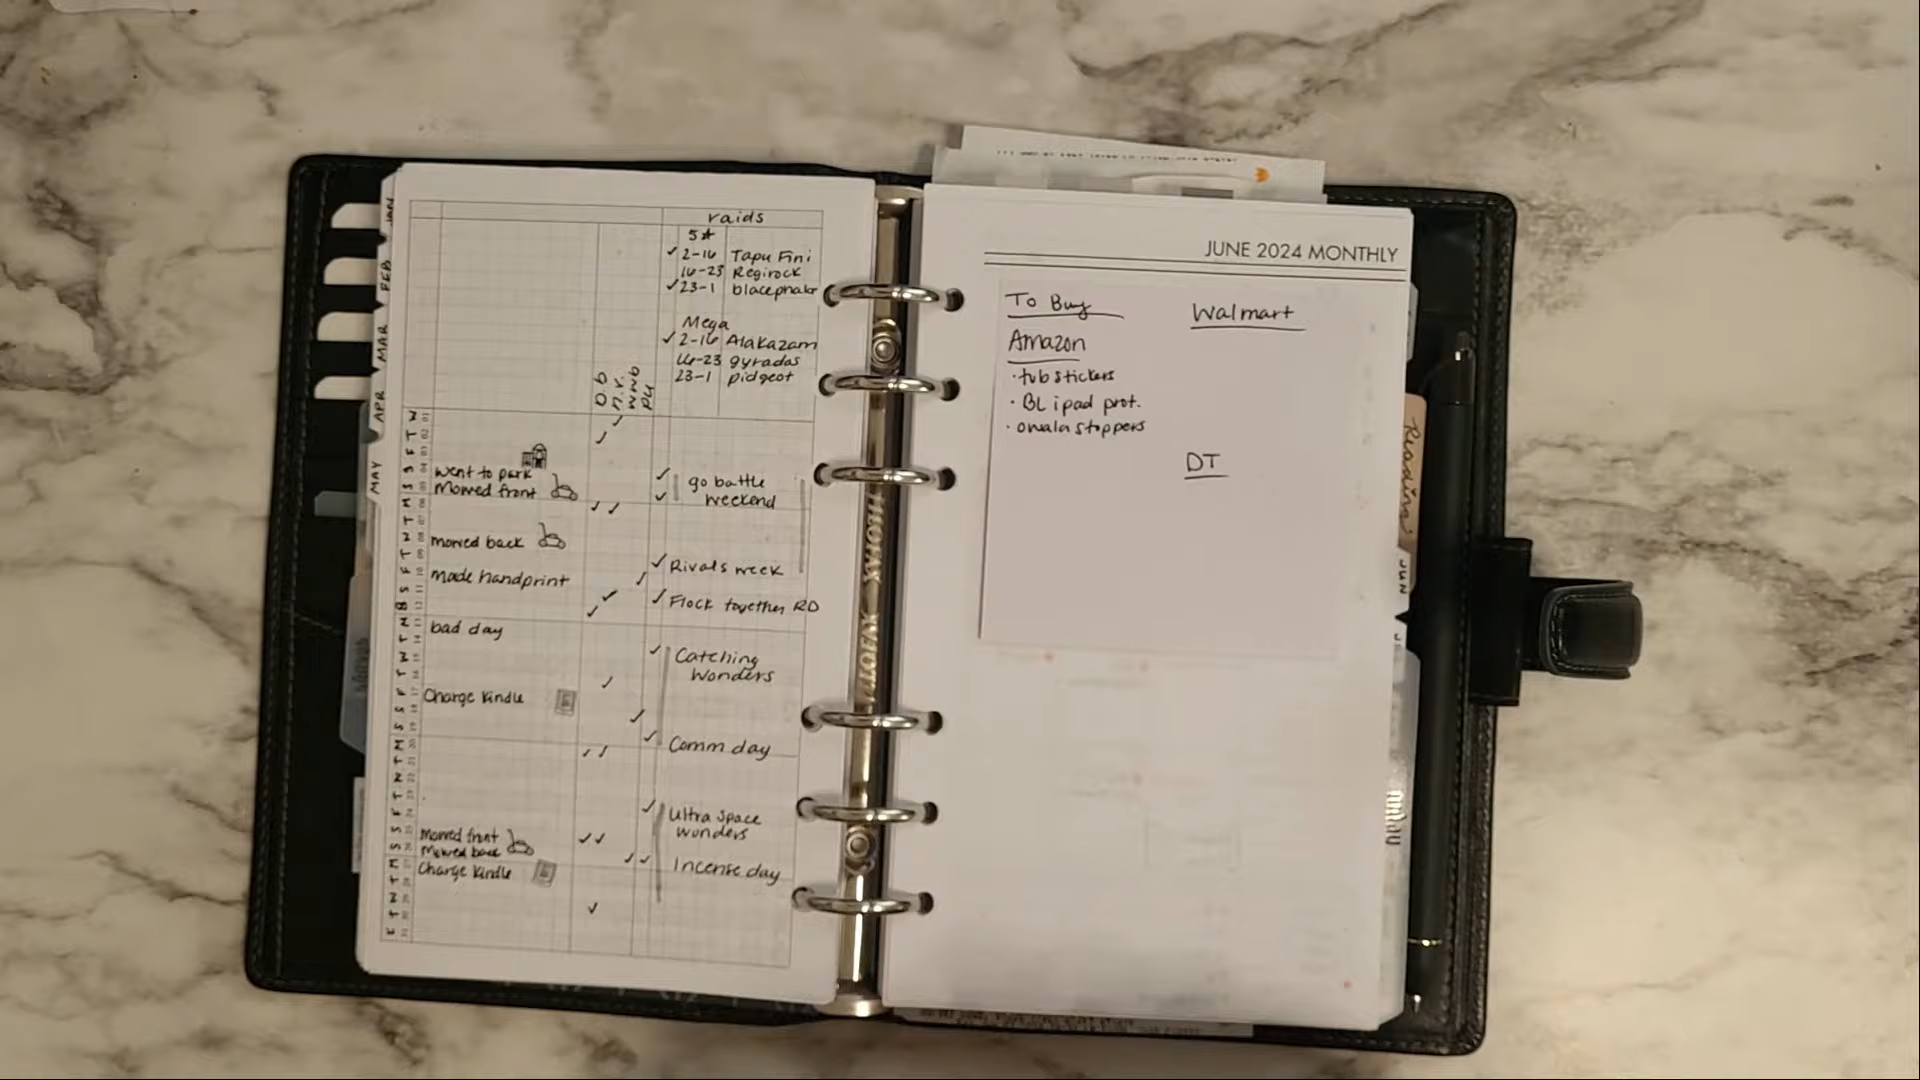 JAN
FEB
MAR
APR
MAY
raids
5☆
✓ 2-16 Tapu Fini
16-23 Regirock
✓ 23-1 blacephalon
Mega
✓ 2-16 Alakazam
16-23 gyrados
23-1 pidgeot
went to park
Mowed front
go battle
weekend
mowed back
Rivals week
made handprint
Flock together RD
bad day
Catching
Wonders
Charge kindle
Comm day
Ultra Space
wonders
Mowed front
Mowed back
Incense day
Charge kindle
FILOFAX
JUNE 2024 MONTHLY
To Buy
Walmart
Amazon
· tub stickers
· BL ipad prot.
· owala stoppers
DT
Reading
JUN